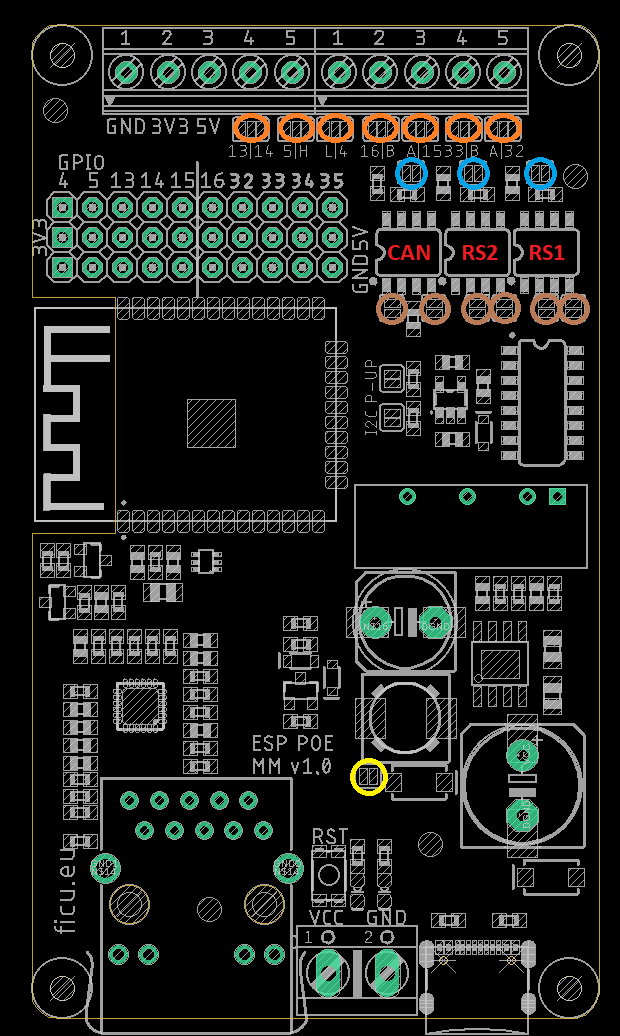 1 2 3 4 5 1 2 3 4 5
GND 3V3 5V
13|14 5|H L|4 16|B A|15 33|B A|32
GPIO
4 5 13 14 15 16 32 33 34 35
3V3
GND5V
CAN RS2 RS1
I2C P-UP
ESP POE
MM v1.0
RST
ficu.eu
VCC GND
1 2